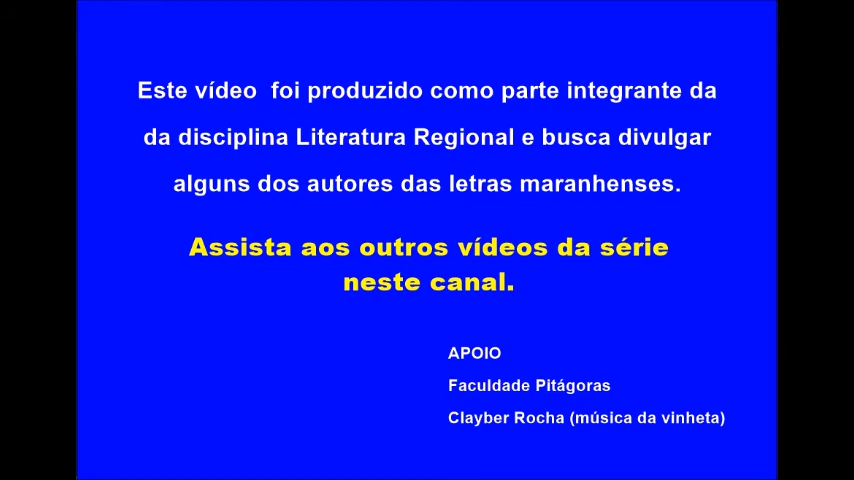 Este vídeo  foi produzido como parte integrante da
da disciplina Literatura Regional e busca divulgar
alguns dos autores das letras maranhenses.
Assista aos outros vídeos da série
neste canal.
APOIO
Faculdade Pitágoras
Clayber Rocha (música da vinheta)